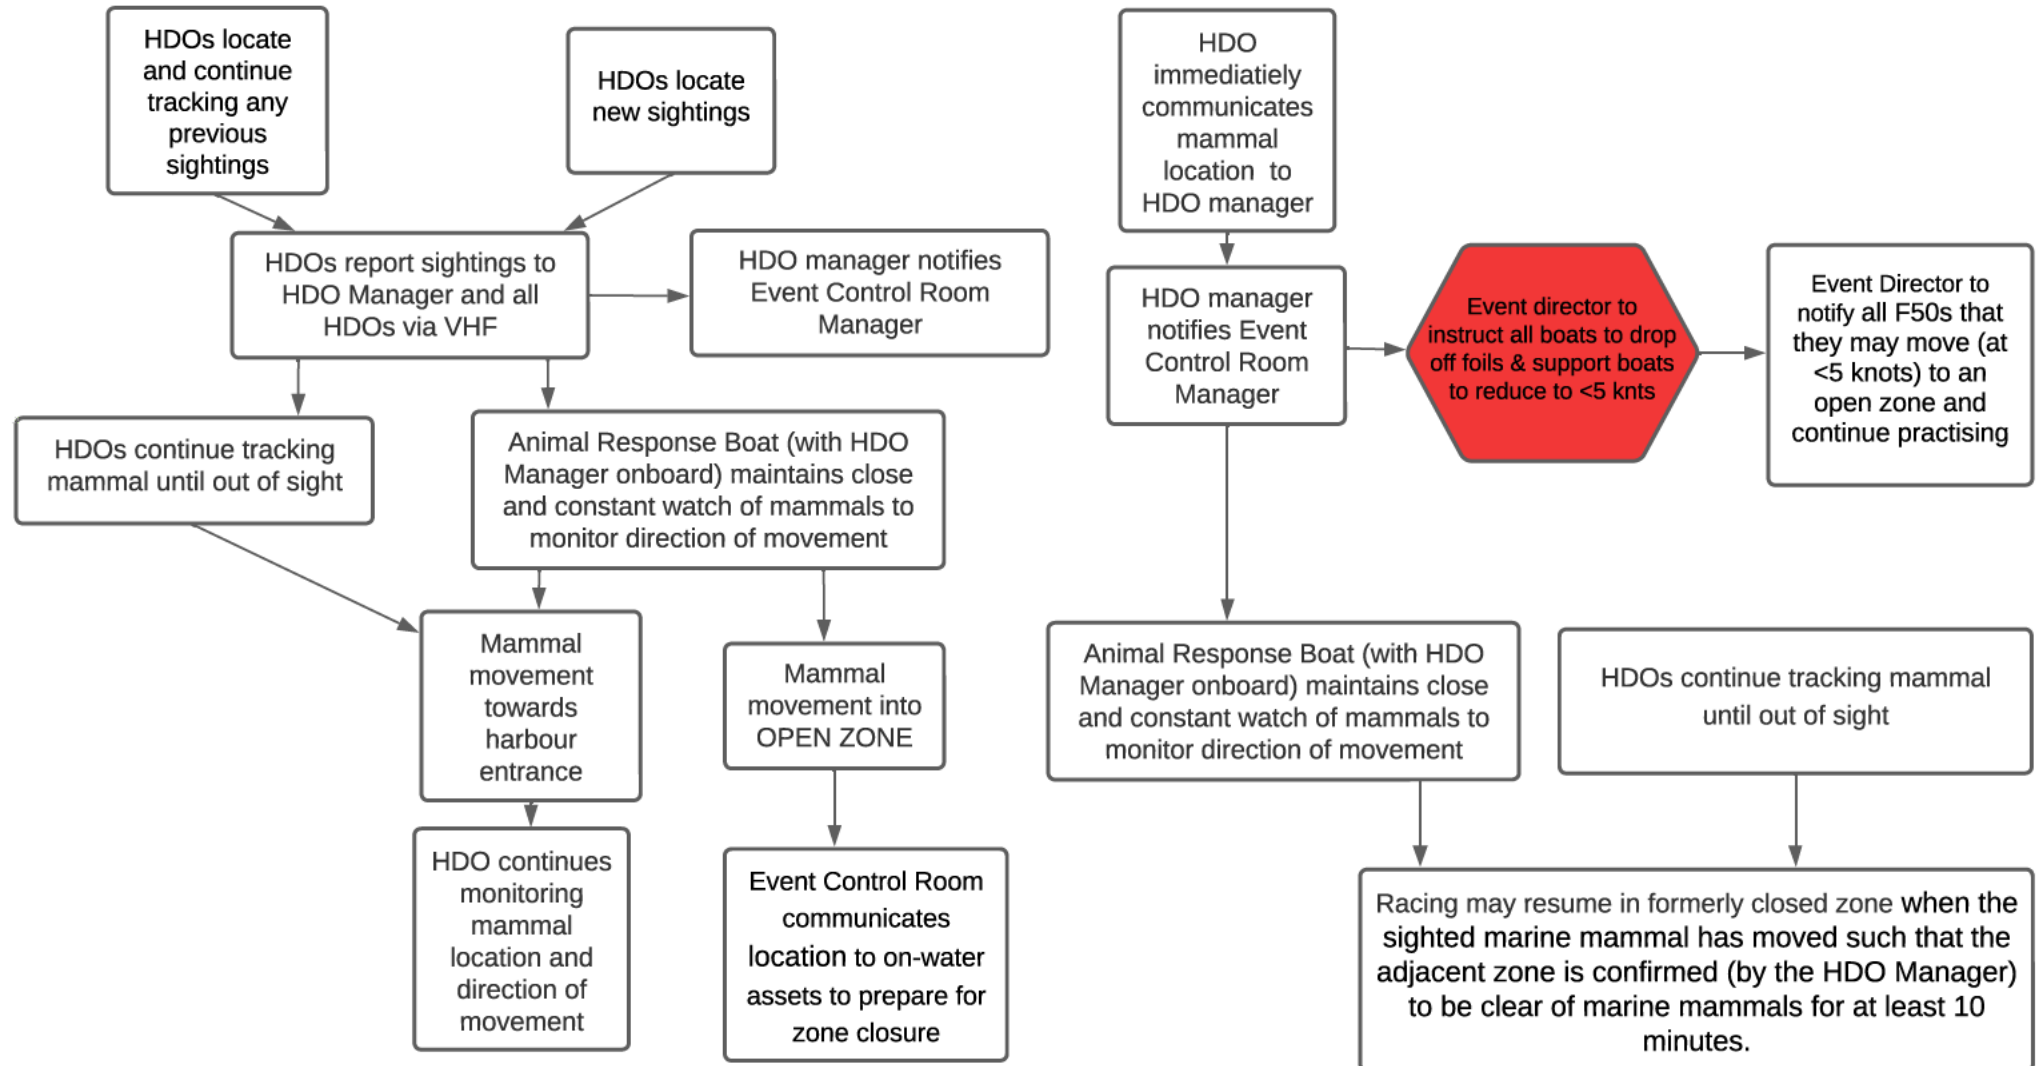 HDOs locate
and continue
tracking any
previous
sightings
HDOs locate
new sightings
HDOs report sightings to
HDO Manager and all
HDOs via VHF
HDO manager notifies
Event Control Room
Manager
HDOs continue tracking
mammal until out of sight
Animal Response Boat (with HDO
Manager onboard) maintains close
and constant watch of mammals to
monitor direction of movement
Mammal
movement
towards
harbour
entrance
Mammal
movement into
OPEN ZONE
HDO continues
monitoring
mammal
location and
direction of
movement
Event Control Room
communicates
location to on-water
assets to prepare for
zone closure
HDO
immediatiely
communicates
mammal
location to
HDO manager
HDO manager
notifies Event
Control Room
Manager
Event director to
instruct all boats to drop
off foils & support boats
to reduce to <5 knts
Event Director to
notify all F50s that
they may move (at
<5 knots) to an
open zone and
continue practising
Animal Response Boat (with HDO
Manager onboard) maintains close
and constant watch of mammals to
monitor direction of movement
HDOs continue tracking mammal
until out of sight
Racing may resume in formerly closed zone when the
sighted marine mammal has moved such that the
adjacent zone is confirmed (by the HDO Manager)
to be clear of marine mammals for at least 10
minutes.